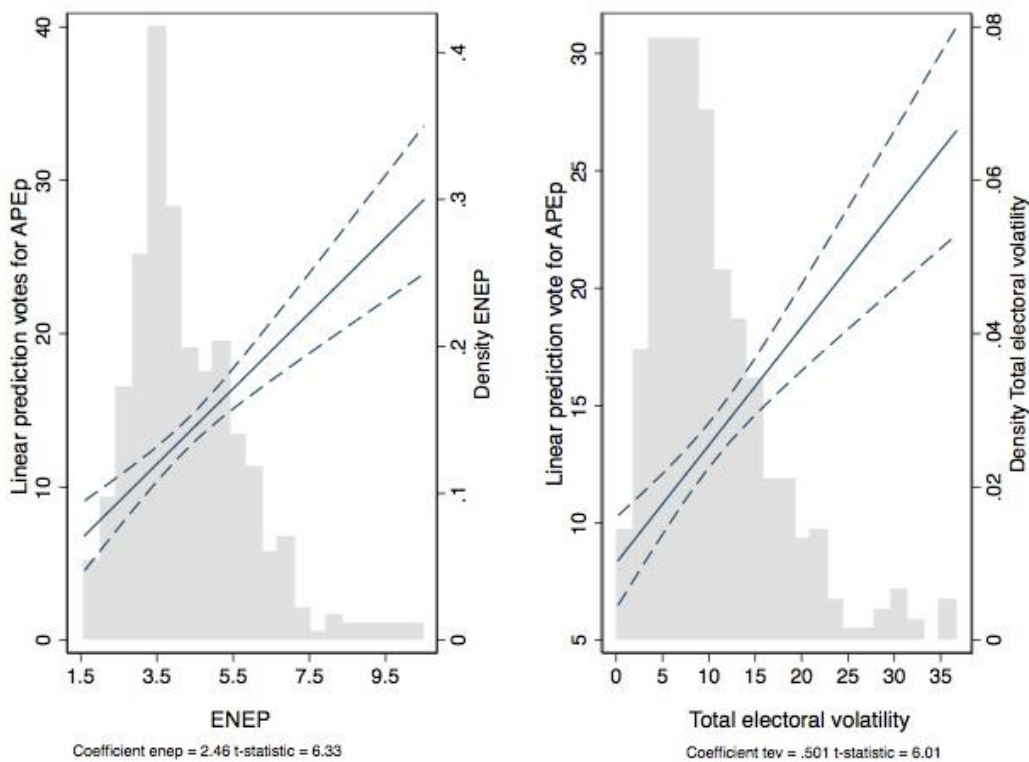 Linear prediction votes for APEp
40
30
20
10
0
.4
.3
.2
.1
0
Density ENEP
1.5 3.5 5.5 7.5 9.5
ENEP
Coefficient enep = 2.46 t-statistic = 6.33
Linear prediction vote for APEp
30
25
20
15
10
5
.08
.06
.04
.02
0
Density Total electoral volatility
0 5 10 15 20 25 30 35
Total electoral volatility
Coefficient tev = .501 t-statistic = 6.01